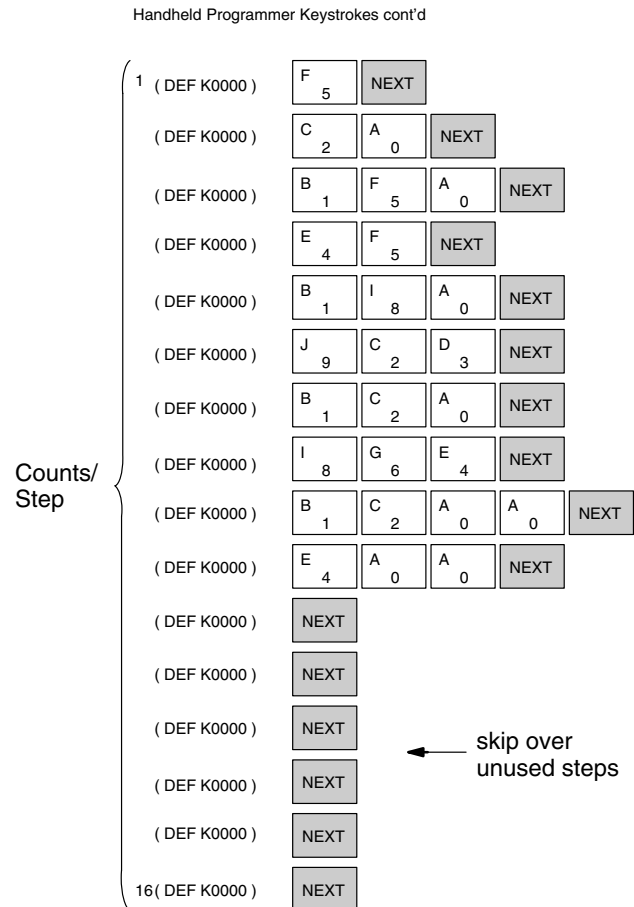 Handheld Programmer Keystrokes cont'd
1 ( DEF K0000 ) F 5 NEXT
( DEF K0000 ) C 2 A 0 NEXT
( DEF K0000 ) B 1 F 5 A 0 NEXT
( DEF K0000 ) E 4 F 5 NEXT
( DEF K0000 ) B 1 I 8 A 0 NEXT
( DEF K0000 ) J 9 C 2 D 3 NEXT
( DEF K0000 ) B 1 C 2 A 0 NEXT
( DEF K0000 ) I 8 G 6 E 4 NEXT
Counts/
Step
( DEF K0000 ) B 1 C 2 A 0 A 0 NEXT
( DEF K0000 ) E 4 A 0 A 0 NEXT
( DEF K0000 ) NEXT
( DEF K0000 ) NEXT
( DEF K0000 ) NEXT
skip over
unused steps
( DEF K0000 ) NEXT
( DEF K0000 ) NEXT
16( DEF K0000 ) NEXT